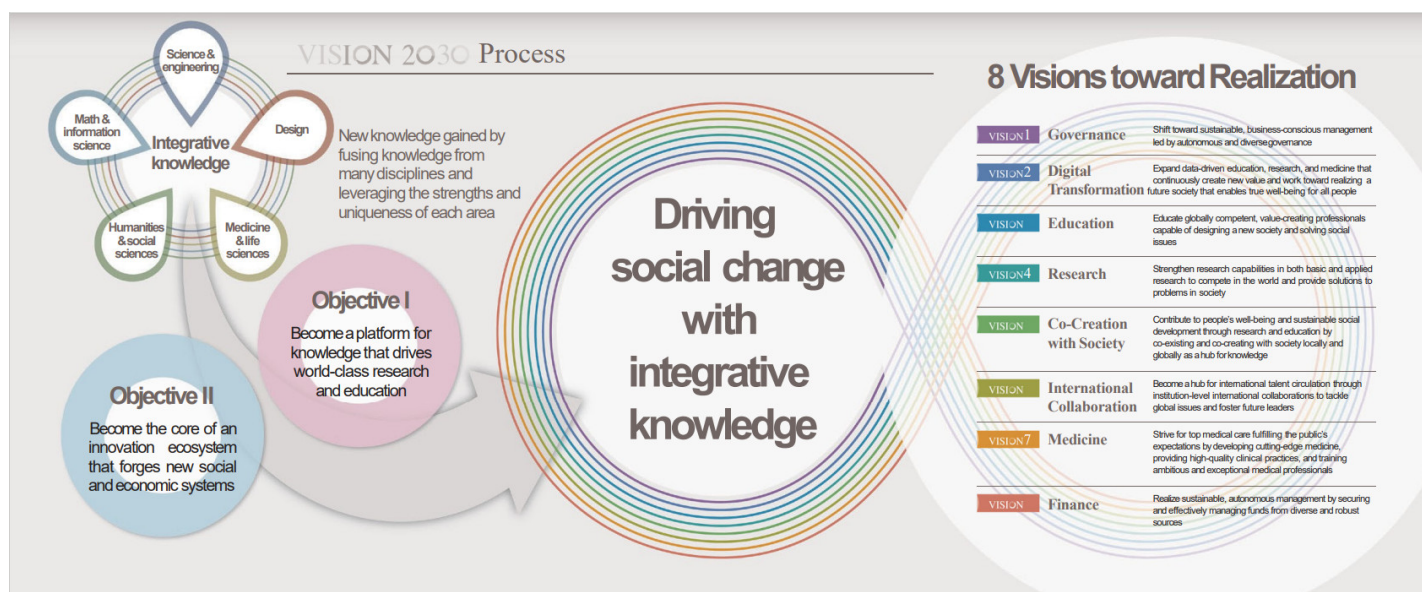 VISION 2030 Process
Science &
engineering
Math &
information
science
Integrative
knowledge
Design
Humanities
& social
sciences
Medicine
& life
sciences
New knowledge gained by
fusing knowledge from
many disciplines and
leveraging the strengths and
uniqueness of each area
Objective I
Become a platform for
knowledge that drives
world-class research
and education
Objective II
Become the core of an
innovation ecosystem
that forges new social
and economic systems
Driving
social change
with
integrative
knowledge
8 Visions toward Realization
VISION1 Governance
Shift toward sustainable, business-conscious management
led by autonomous and diverse governance
VISION2 Digital
Transformation
Expand data-driven education, research, and medicine that
continuously create new value and work toward realizing a
future society that enables true well-being for all people
VISION Education
Educate globally competent, value-creating professionals
capable of designing a new society and solving social
issues
VISION4 Research
Strengthen research capabilities in both basic and applied
research to compete in the world and provide solutions to
problems in society
VISION Co-Creation
with Society
Contribute to people's well-being and sustainable social
development through research and education by
co-existing and co-creating with society locally and
globally as a hub for knowledge
VISION International
Collaboration
Become a hub for international talent circulation through
institution-level international collaborations to tackle
global issues and foster future leaders
VISION7 Medicine
Strive for top medical care fulfilling the public's
expectations by developing cutting-edge medicine,
providing high-quality clinical practices, and training
ambitious and exceptional medical professionals
VISION Finance
Realize sustainable, autonomous management by securing
and effectively managing funds from diverse and robust
sources